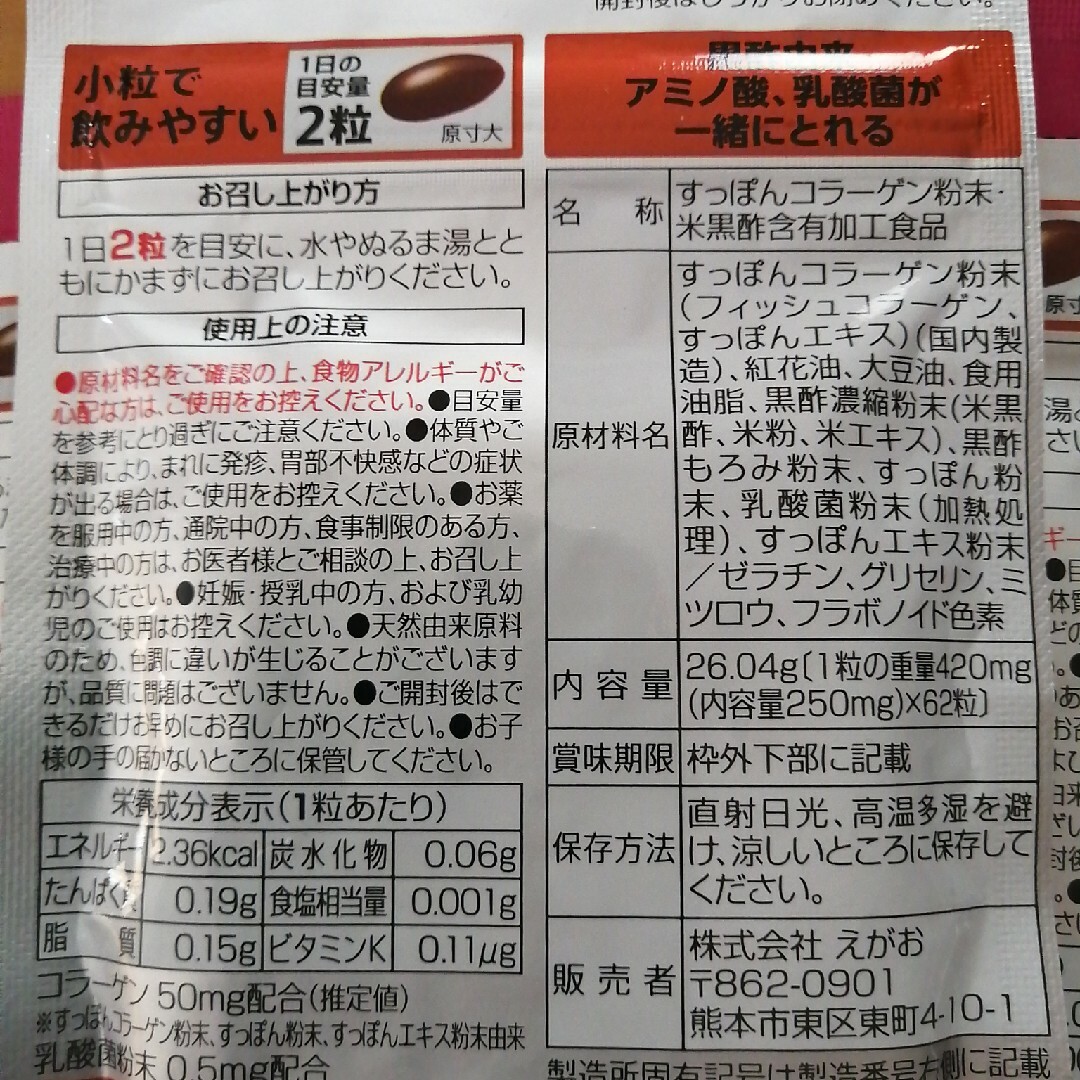 小粒で
飲みやすい
1日の
目安量
2粒
原寸大
お召し上がり方
1日2粒を目安に、水やぬるま湯とと
もにかまずにお召し上がりください。
使用上の注意
●原材料名をご確認の上、食物アレルギーがご
心配な方は、ご使用をお控えください。●目安量
を参考にとり過ぎにご注意ください。●体質やご
体調により、まれに発疹、胃部不快感などの症状
が出る場合は、ご使用をお控えください。●お薬
を服用中の方、通院中の方、食事制限のある方、
治療中の方は、お医者様とご相談の上、お召し上
がりください。●妊娠・授乳中の方、および乳幼
児のご使用はお控えください。●天然由来原料
のため、色調に違いが生じることがございます
が、品質に問題はございません。●ご開封後はで
きるだけお早めにお召し上がりください。●お子
様の手の届かないところに保管してください。
栄養成分表示(1粒あたり)
エネルギー 2.36kcal 炭水化物 0.06g
たんぱく質 0.19g 食塩相当量 0.001g
脂質 0.15g ビタミンK 0.11μg
コラーゲン 50mg配合(推定値)
※すっぽんコラーゲン粉末、すっぽん粉末、すっぽんエキス粉末由来
乳酸菌粉末 0.5mg配合
黒酢由来
アミノ酸、乳酸菌が
一緒にとれる
名称 すっぽんコラーゲン粉末・
米黒酢含有加工食品
原材料名
すっぽんコラーゲン粉末
(フィッシュコラーゲン、
すっぽんエキス)(国内製
造)、紅花油、大豆油、食用
油脂、黒酢濃縮粉末(米黒
酢、米粉、米エキス)、黒酢
もろみ粉末、すっぽん粉
末、乳酸菌粉末(加熱処
理)、すっぽんエキス粉末
/ゼラチン、グリセリン、ミ
ツロウ、フラボノイド色素
内容量 26.04g〔1粒の重量420mg
(内容量250mg)×62粒〕
賞味期限 枠外下部に記載
保存方法
直射日光、高温多湿を避
け、涼しいところに保存して
ください。
販売者
株式会社 えがお
〒862-0901
熊本市東区東町4-10-1
製造所固有記号は製造番号右側に記載